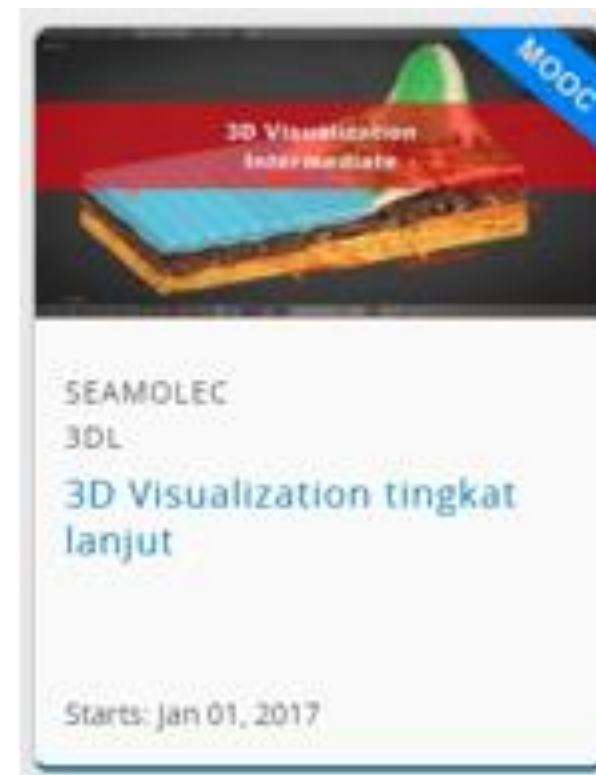 MOOC
3D Visualization
Intermediate
SEAMOLEC
3DL
3D Visualization tingkat
lanjut
Starts: Jan 01, 2017